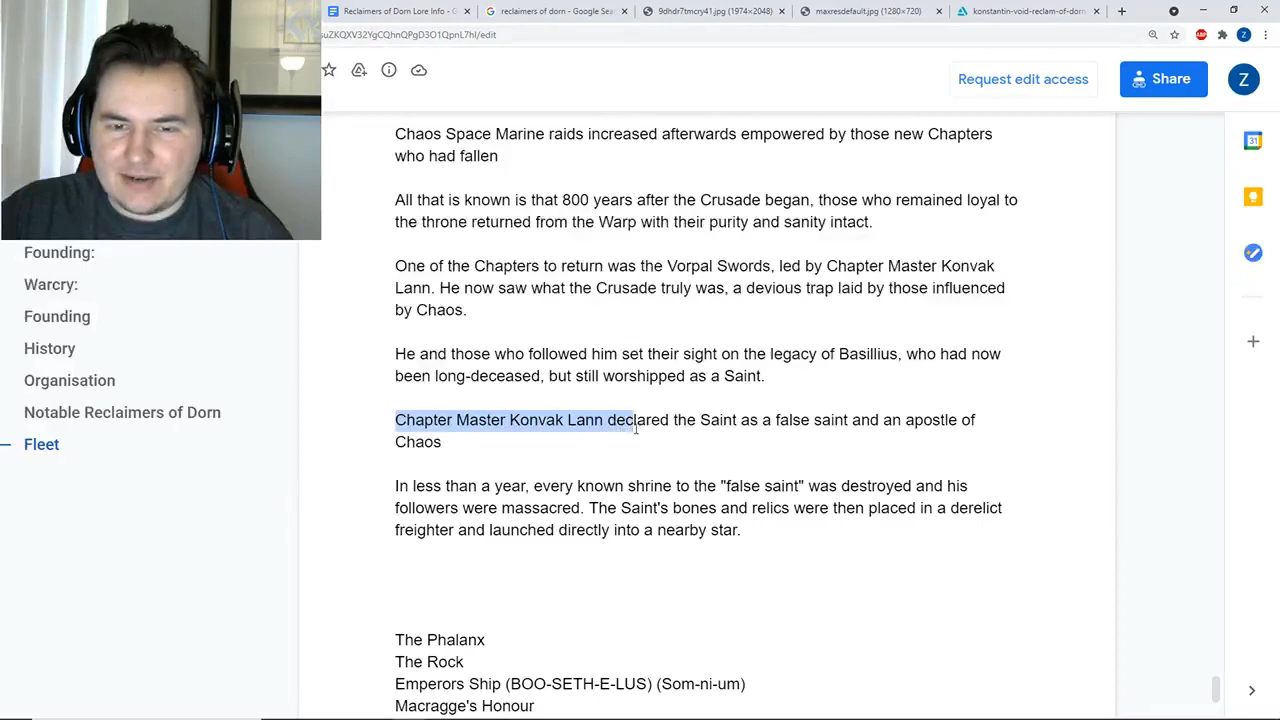 Reclaimers of Dorn Lore Info - G
reclaimers of dorn - Google Sea
9dhdr7tmcry41.jpg (1974×2048)
maxresdefault.jpg (1280×720)
konstantin-void-reclam-of-dorn-
suZKQXV32YgCQhnQPgD3O1QpnL7hI/edit
ABP
Z
Request edit access
Share
Z
31
Chaos Space Marine raids increased afterwards empowered by those new Chapters
who had fallen
All that is known is that 800 years after the Crusade began, those who remained loyal to
the throne returned from the Warp with their purity and sanity intact.
One of the Chapters to return was the Vorpal Swords, led by Chapter Master Konvak
Lann. He now saw what the Crusade truly was, a devious trap laid by those influenced
by Chaos.
He and those who followed him set their sight on the legacy of Basillius, who had now
been long-deceased, but still worshipped as a Saint.
Chapter Master Konvak Lann declared the Saint as a false saint and an apostle of
Chaos
In less than a year, every known shrine to the "false saint" was destroyed and his
followers were massacred. The Saint's bones and relics were then placed in a derelict
freighter and launched directly into a nearby star.
The Phalanx
The Rock
Emperors Ship (BOO-SETH-E-LUS) (Som-ni-um)
Macragge's Honour
Founding:
Warcry:
Founding
History
Organisation
Notable Reclaimers of Dorn
Fleet